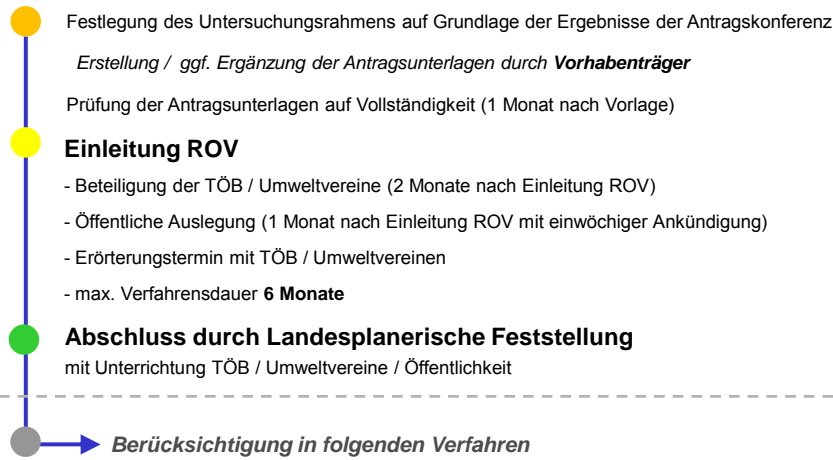 Festlegung des Untersuchungsrahmens auf Grundlage der Ergebnisse der Antragskonferenz
Erstellung / ggf. Ergänzung der Antragsunterlagen durch Vorhabenträger
Prüfung der Antragsunterlagen auf Vollständigkeit (1 Monat nach Vorlage)
Einleitung ROV
- Beteiligung der TÖB / Umweltvereine (2 Monate nach Einleitung ROV)
- Öffentliche Auslegung (1 Monat nach Einleitung ROV mit einwöchiger Ankündigung)
- Erörterungstermin mit TÖB / Umweltvereinen
- max. Verfahrensdauer 6 Monate
Abschluss durch Landesplanerische Feststellung
mit Unterrichtung TÖB / Umweltvereine / Öffentlichkeit
Berücksichtigung in folgenden Verfahren